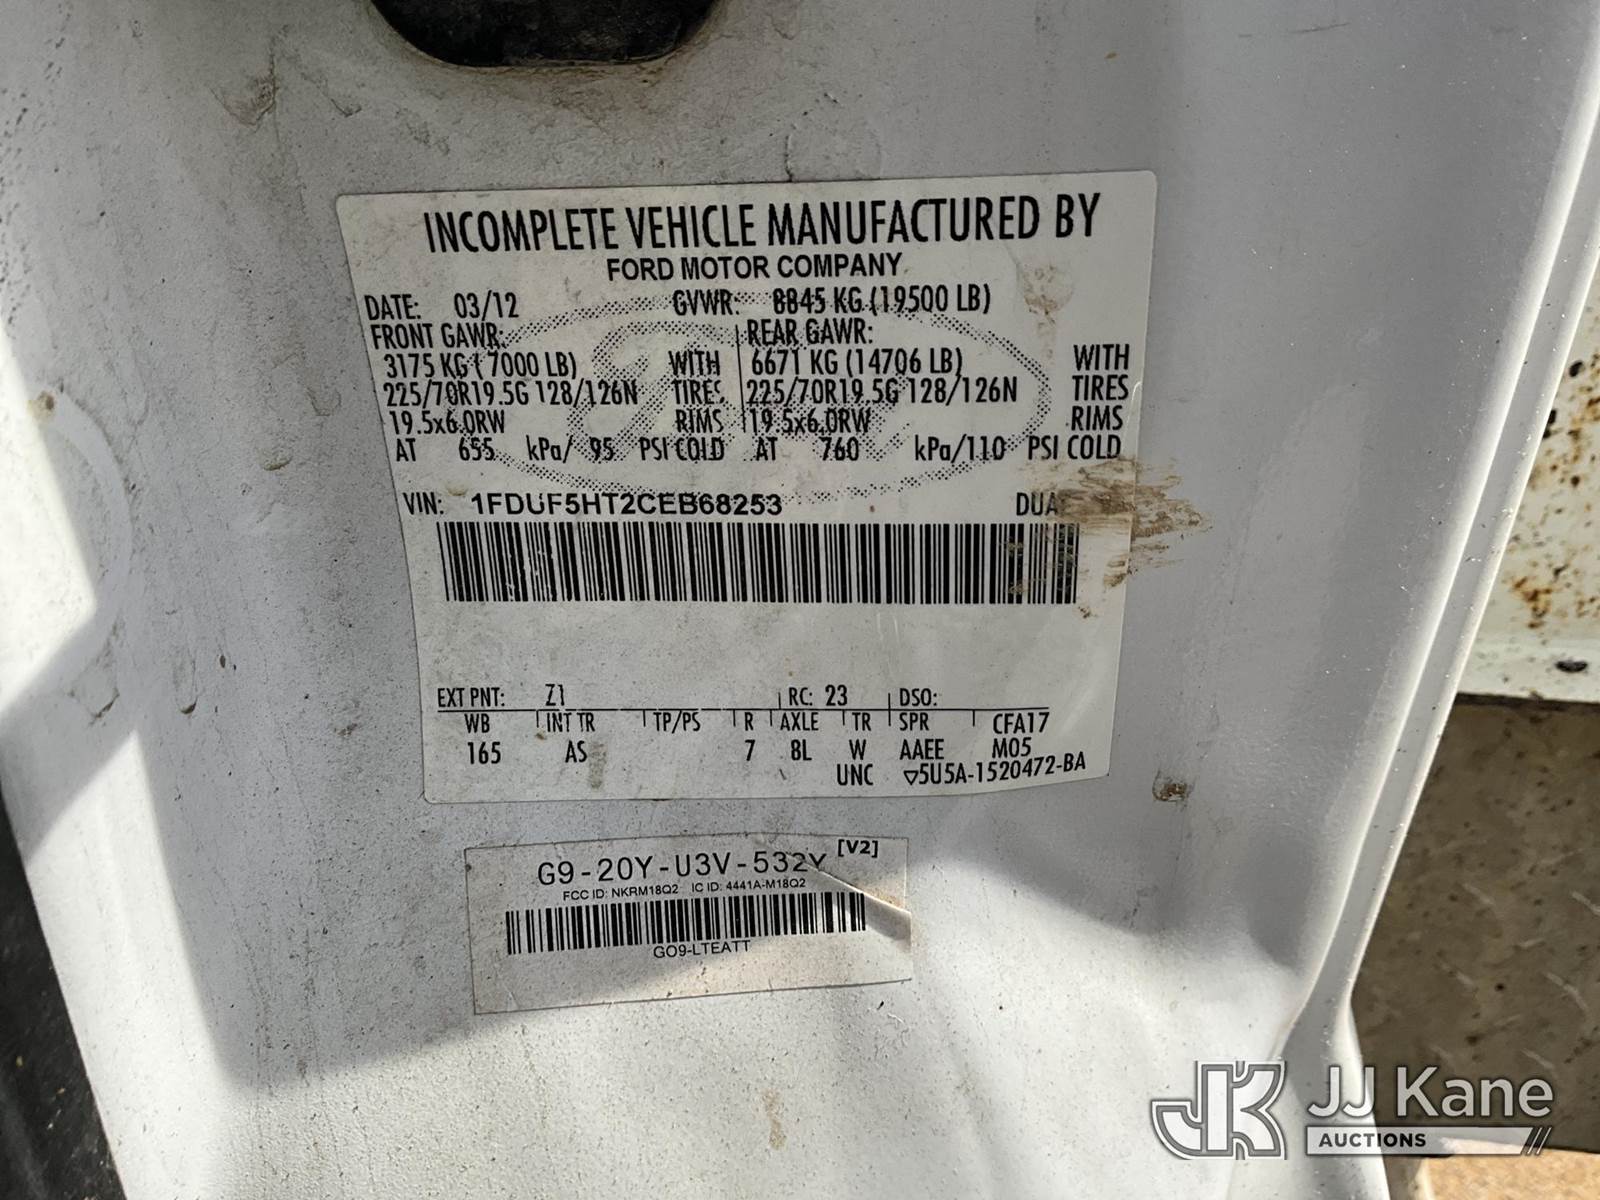 INCOMPLETE VEHICLE MANUFACTURED BY
FORD MOTOR COMPANY
DATE: 03/12 GVWR: 8845 KG (19500 LB)
FRONT GAWR: REAR GAWR:
3175 KG (7000 LB) WITH 6671 KG (14706 LB) WITH
225/70R19.5G 128/126N TIRES 225/70R19.5G 128/126N TIRES
19.5x6.0RW RIMS 19.5x6.0RW RIMS
AT 655 kPa/ 95 PSI COLD AT 760 kPa/110 PSI COLD
VIN: 1FDUF5HT2CEB68253
EXT PNT: Z1 RC: 23 DSO:
WB INT TR TP/PS R AXLE TR SPR CFA17
165 AS 7 8L W AAEE M05
UNC ▽5U5A-1520472-BA
G9-20Y-U3V-532Y [V2]
FCC ID: NKRM18Q2 IC ID: 4441A-M18Q2
GO9-LTEATT
JK JJ Kane
AUCTIONS